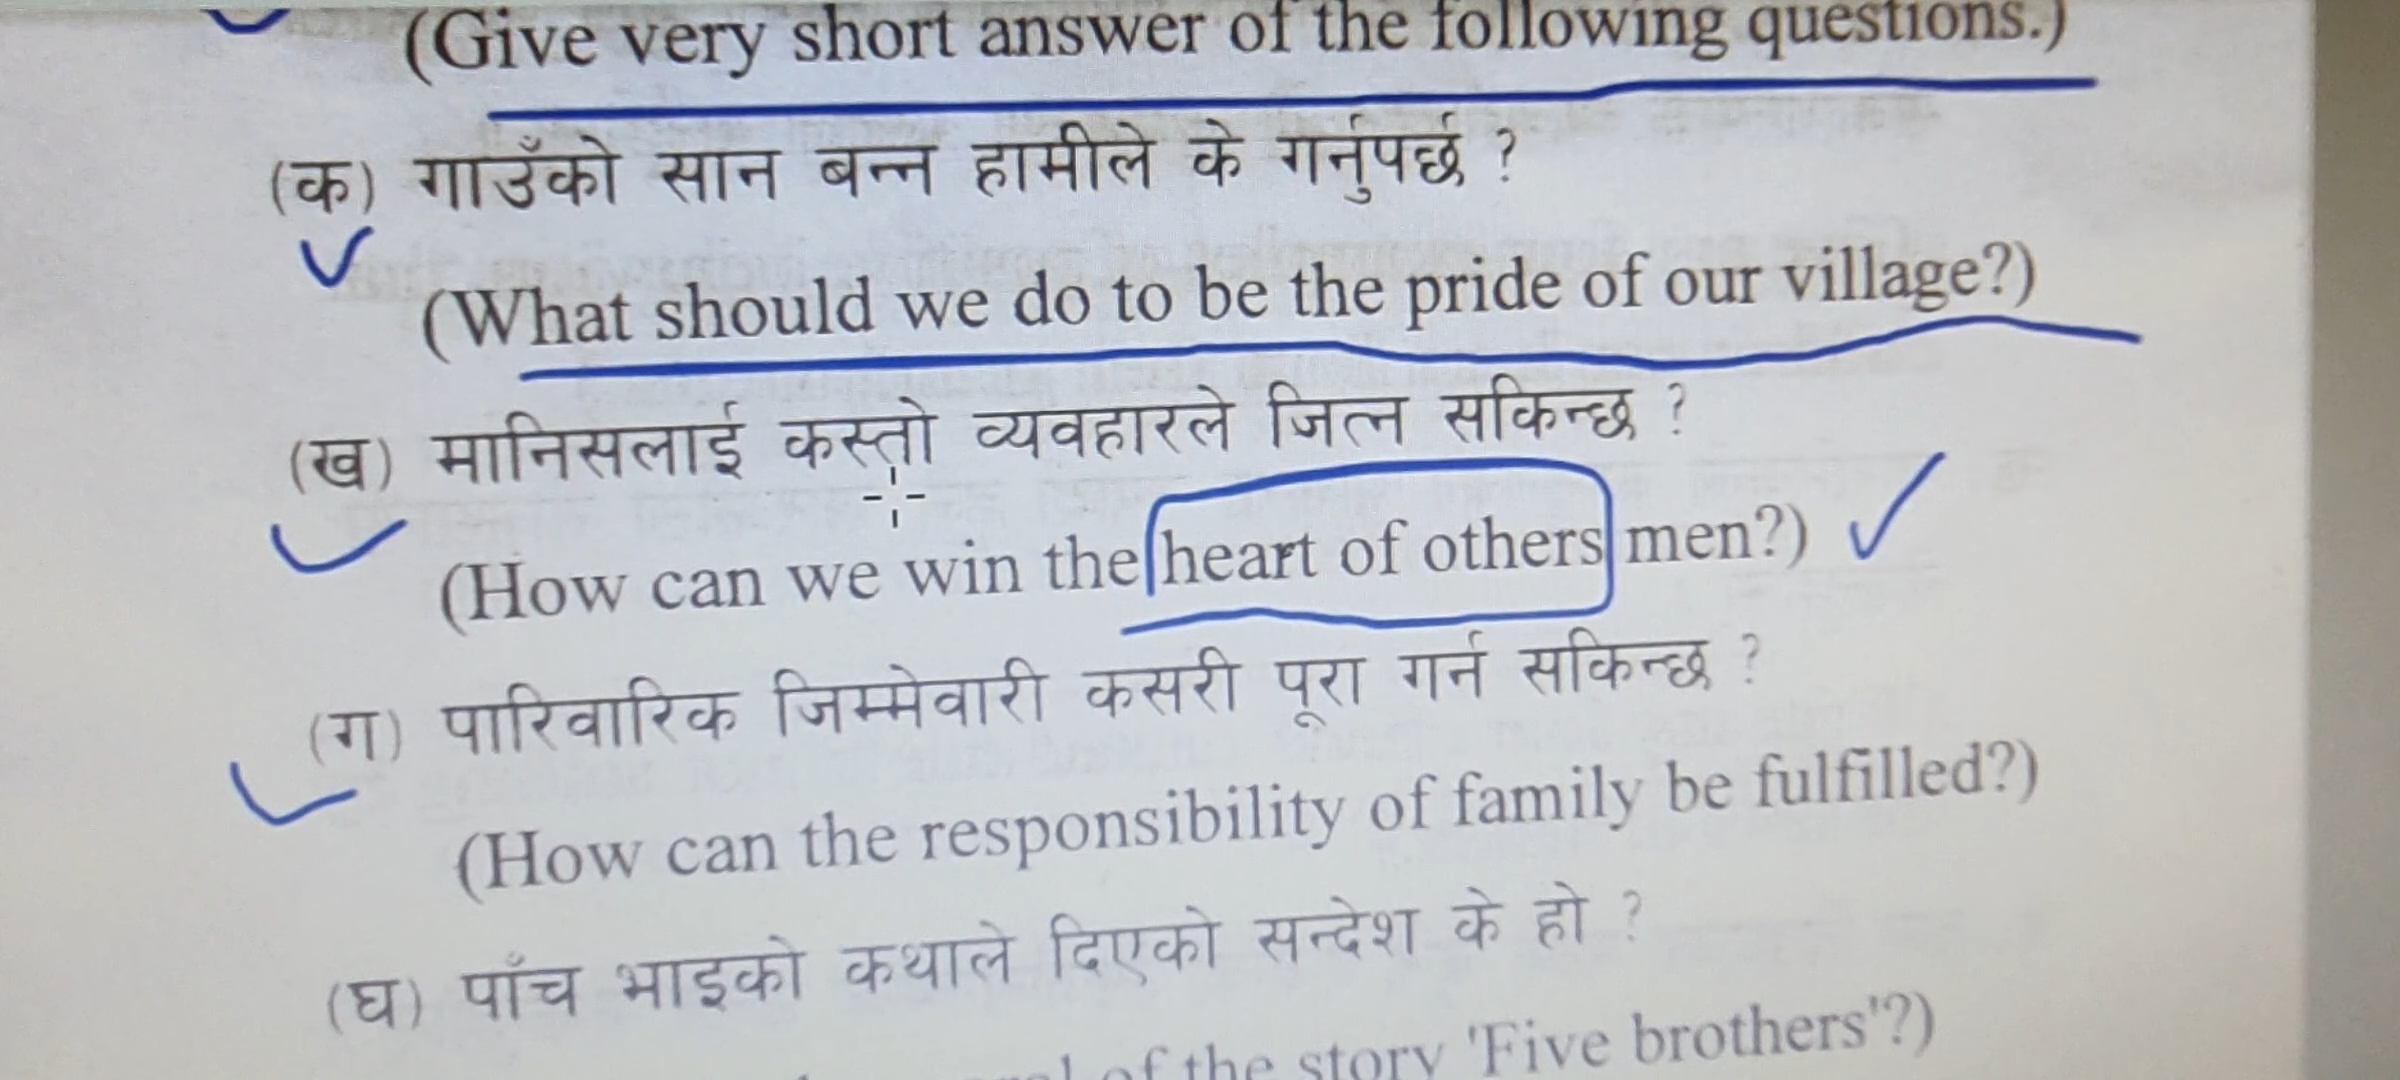 (Give very short answer of the following questions.)
(क) गाउँको सान बन्न हामीले के गर्नुपर्छ ?
(What should we do to be the pride of our village?)
(ख) मानिसलाई कस्तो व्यवहारले जित्न सकिन्छ ?
(How can we win the heart of others men?)
(ग) पारिवारिक जिम्मेवारी कसरी पूरा गर्न सकिन्छ ?
(How can the responsibility of family be fulfilled?)
(घ) पाँच भाइको कथाले दिएको सन्देश के हो ?
of the story 'Five brothers'?)